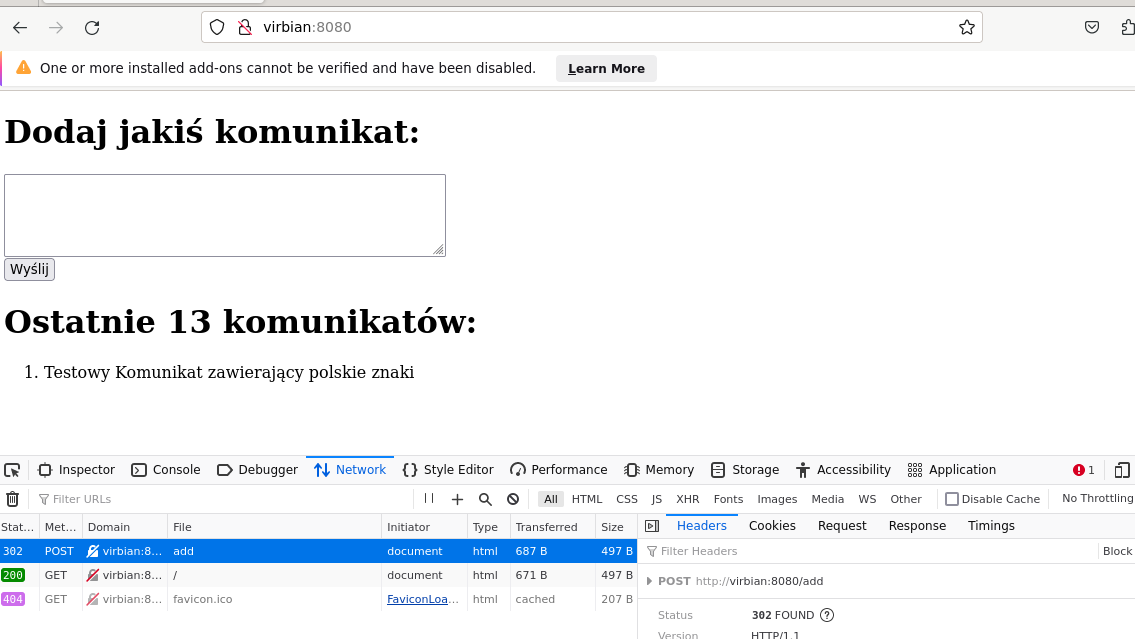 virbian:8080
One or more installed add-ons cannot be verified and have been disabled. Learn More
Dodaj jakiś komunikat:
Wyślij
Ostatnie 13 komunikatów:
1. Testowy Komunikat zawierający polskie znaki
Inspector Console Debugger Network Style Editor Performance Memory Storage Accessibility Application 1
Filter URLs All HTML CSS JS XHR Fonts Images Media WS Other Disable Cache No Throttling
Stat... Met... Domain File Initiator Type Transferred Size Headers Cookies Request Response Timings
302 POST virbian:8... add document html 687 B 497 B Filter Headers Block
200 GET virbian:8... / document html 671 B 497 B POST http://virbian:8080/add
404 GET virbian:8... favicon.ico FaviconLoa... html cached 207 B
Status 302 FOUND ?
Version HTTP/1.1